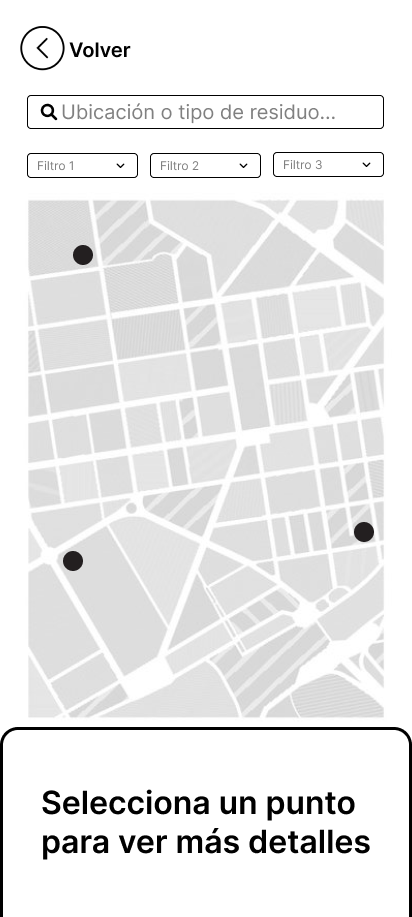 Volver
Ubicación o tipo de residuo...
Filtro 1
Filtro 2
Filtro 3
Selecciona un punto
para ver más detalles